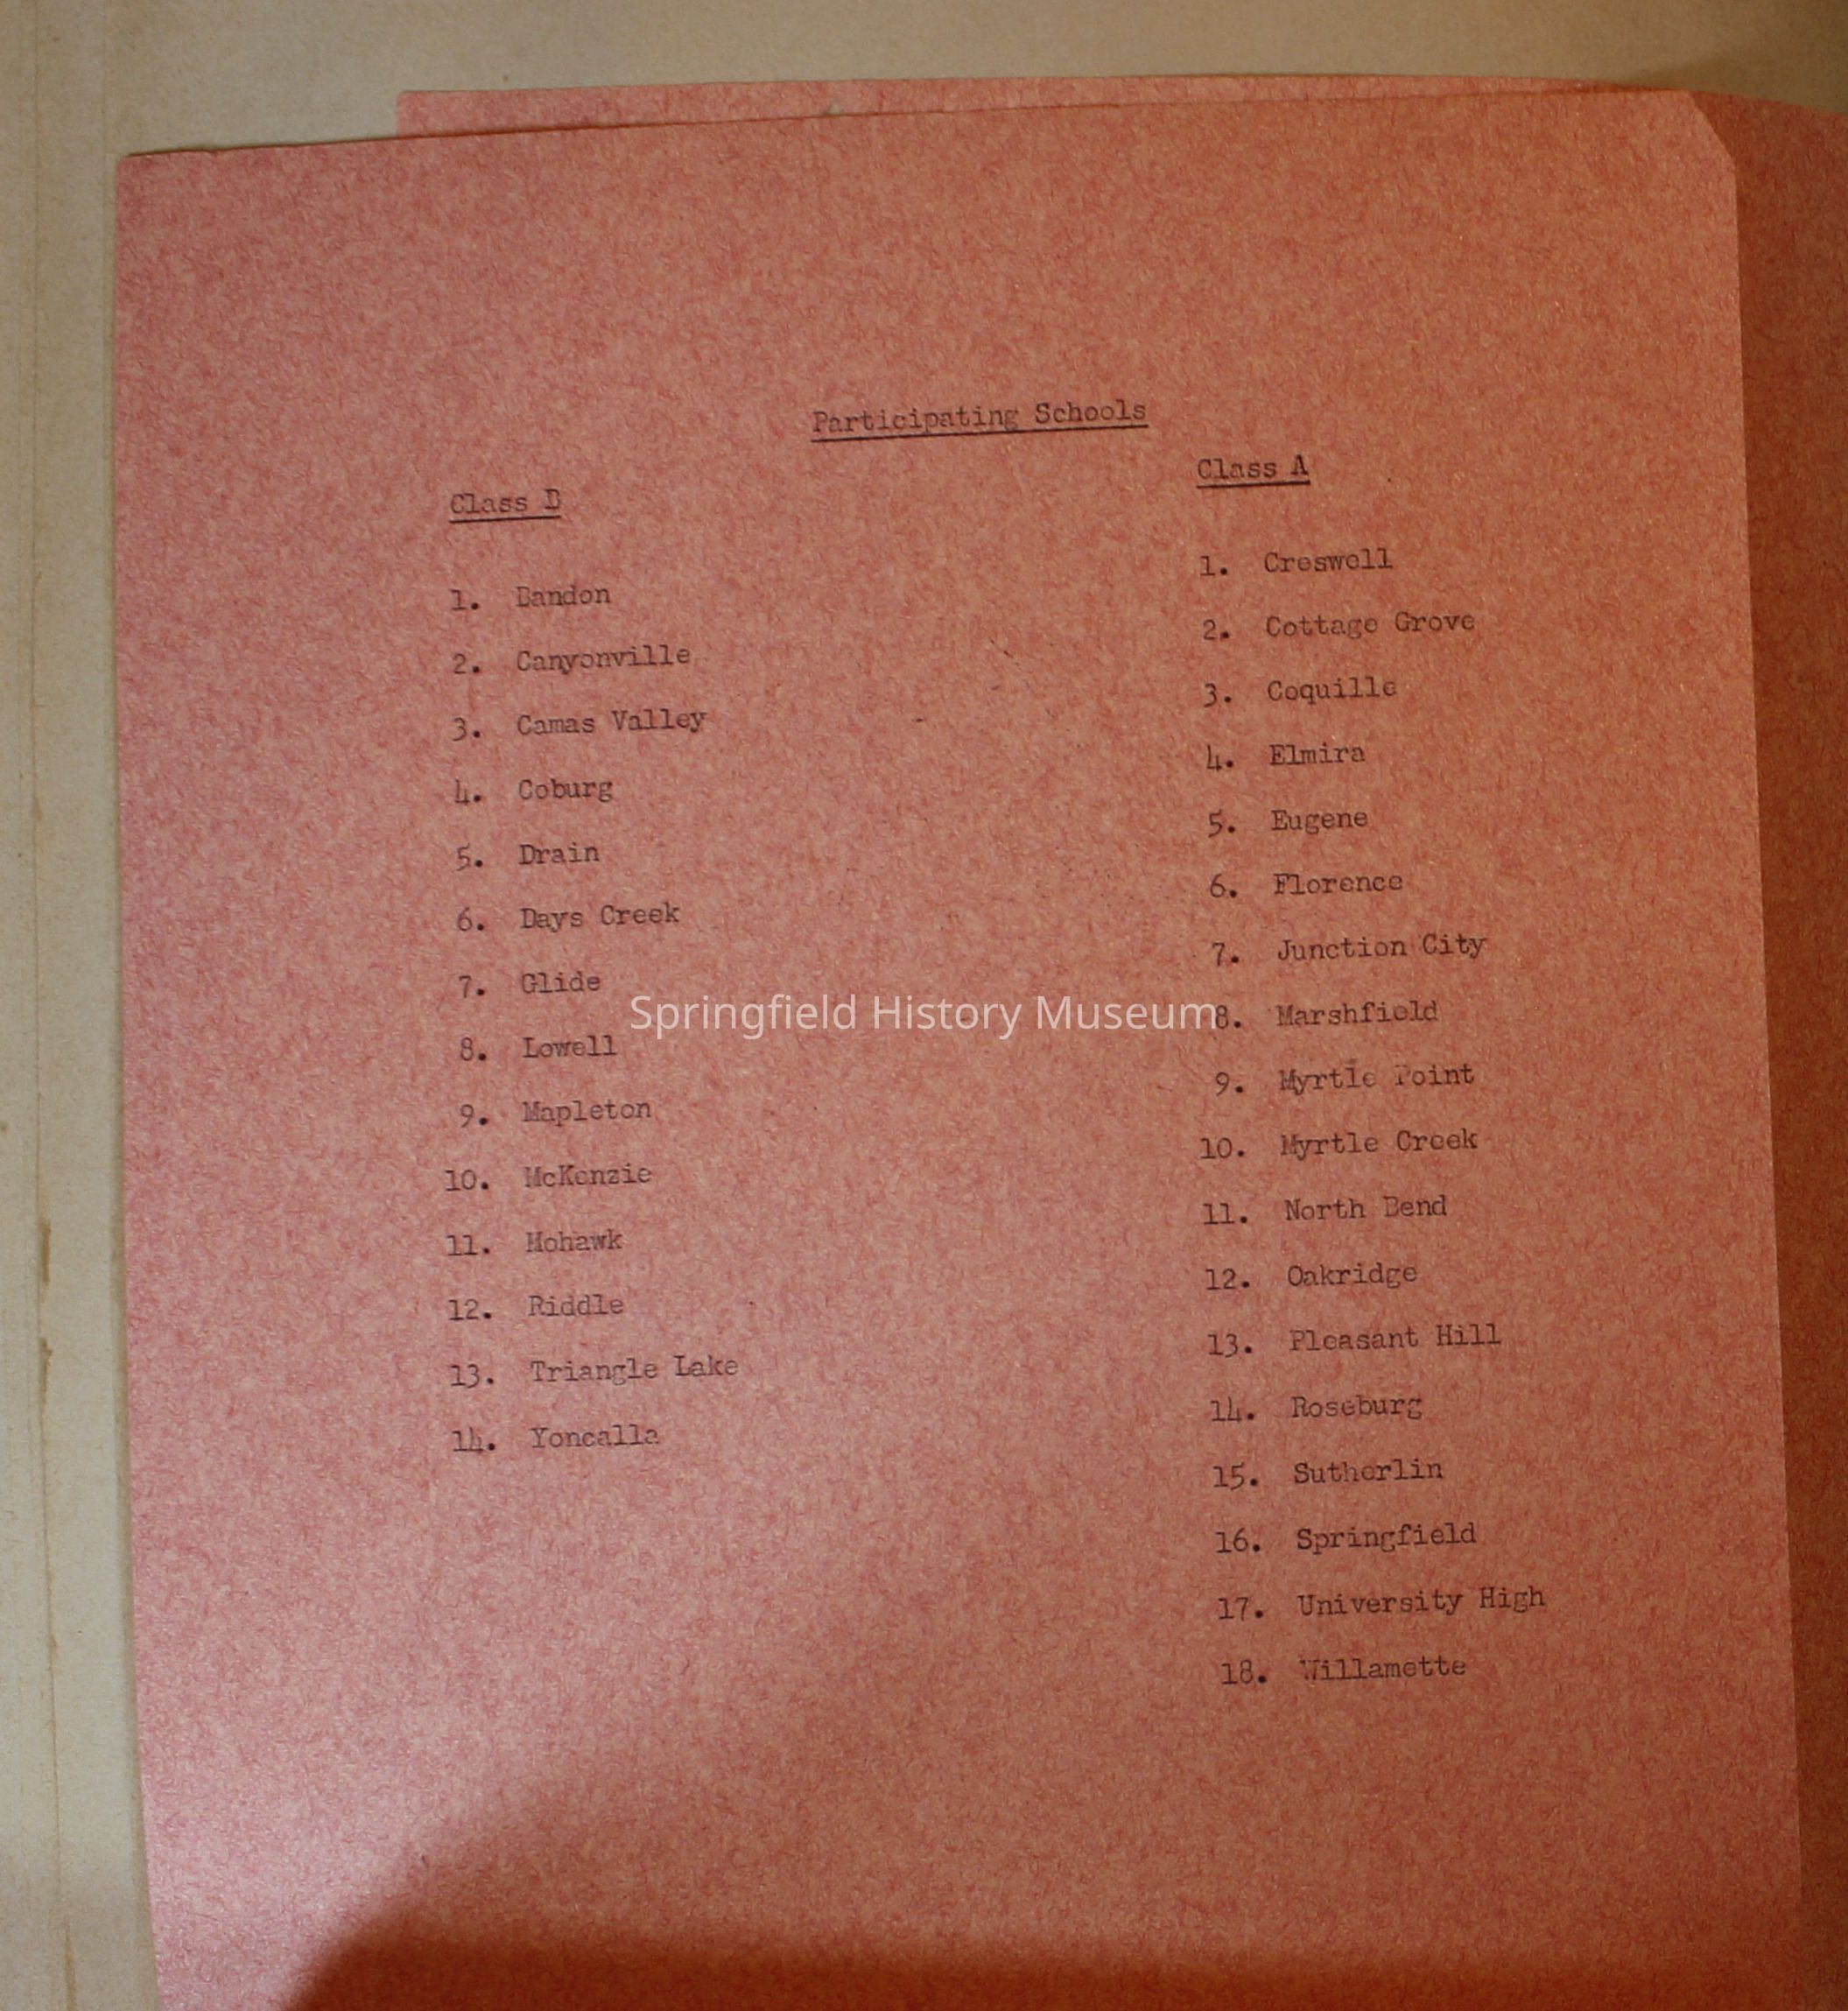 Participating Schools
Class B
1. Bandon
2. Canyonville
3. Camas Valley
4. Coburg
5. Drain
6. Days Creek
7. Glide
8. Lowell
9. Mapleton
10. McKenzie
11. Mohawk
12. Riddle
13. Triangle Lake
14. Yoncalla
Class A
1. Creswell
2. Cottage Grove
3. Coquille
4. Elmira
5. Eugene
6. Florence
7. Junction City
8. Marshfield
9. Myrtle Point
10. Myrtle Creek
11. North Bend
12. Oakridge
13. Pleasant Hill
14. Roseburg
15. Sutherlin
16. Springfield
17. University High
18. Willamette
Springfield History Museum